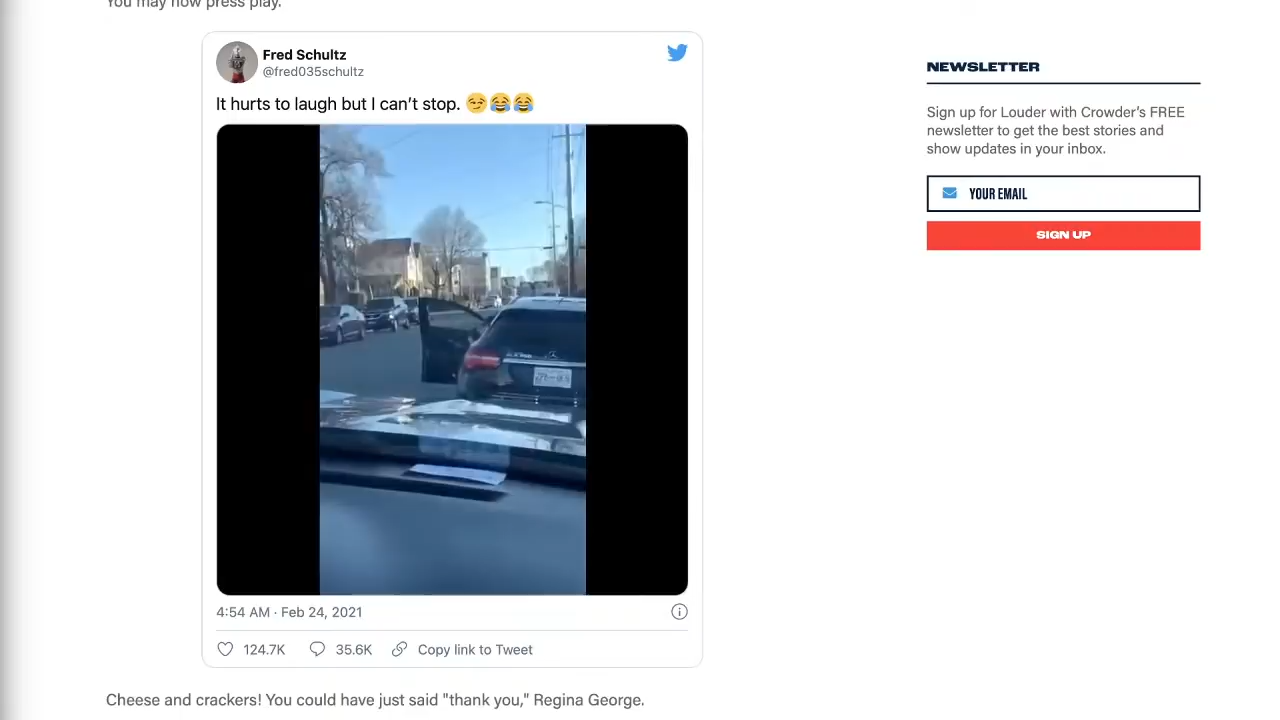 You may now press play.
Fred Schultz
@fred035schultz
It hurts to laugh but I can't stop. 😏😂😂
4:54 AM · Feb 24, 2021
124.7K 35.6K Copy link to Tweet
Cheese and crackers! You could have just said "thank you," Regina George.
NEWSLETTER
Sign up for Louder with Crowder's FREE
newsletter to get the best stories and
show updates in your inbox.
YOUR EMAIL
SIGN UP